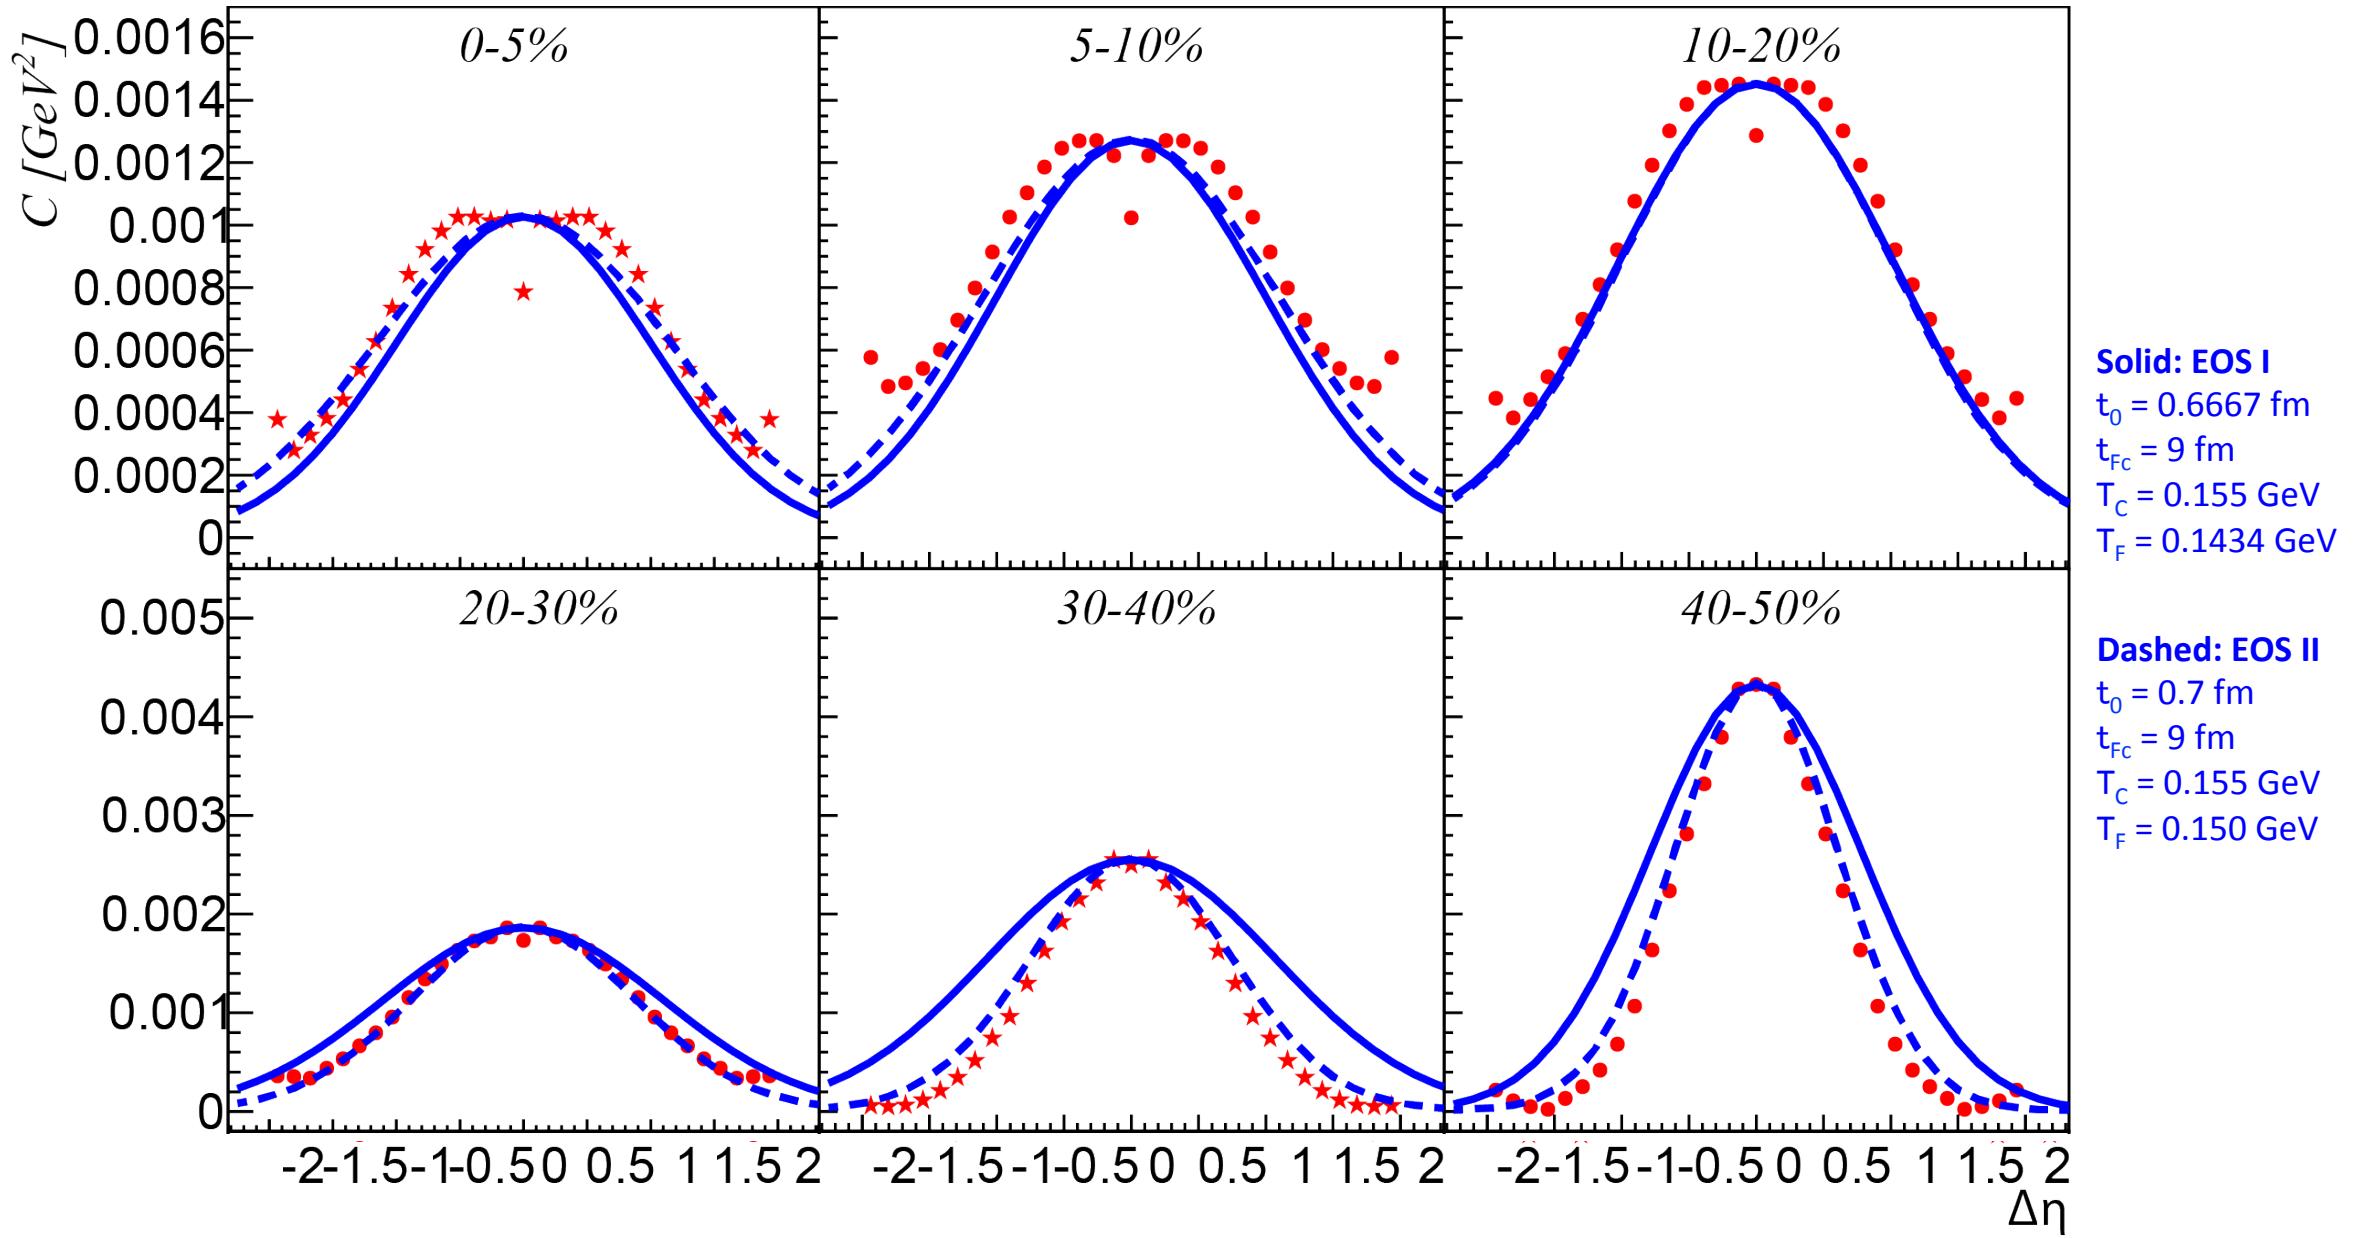 C [GeV²]
0-5%
5-10%
10-20%
0.0016
0.0014
0.0012
0.001
0.0008
0.0006
0.0004
0.0002
0
Solid: EOS I
t₀ = 0.6667 fm
t_Fc = 9 fm
T_C = 0.155 GeV
T_F = 0.1434 GeV
20-30%
30-40%
40-50%
0.005
0.004
0.003
0.002
0.001
0
Dashed: EOS II
t₀ = 0.7 fm
t_Fc = 9 fm
T_C = 0.155 GeV
T_F = 0.150 GeV
-2 -1.5 -1 -0.5 0 0.5 1 1.5 2 -2 -1.5 -1 -0.5 0 0.5 1 1.5 2 -2 -1.5 -1 -0.5 0 0.5 1 1.5 2
Δη